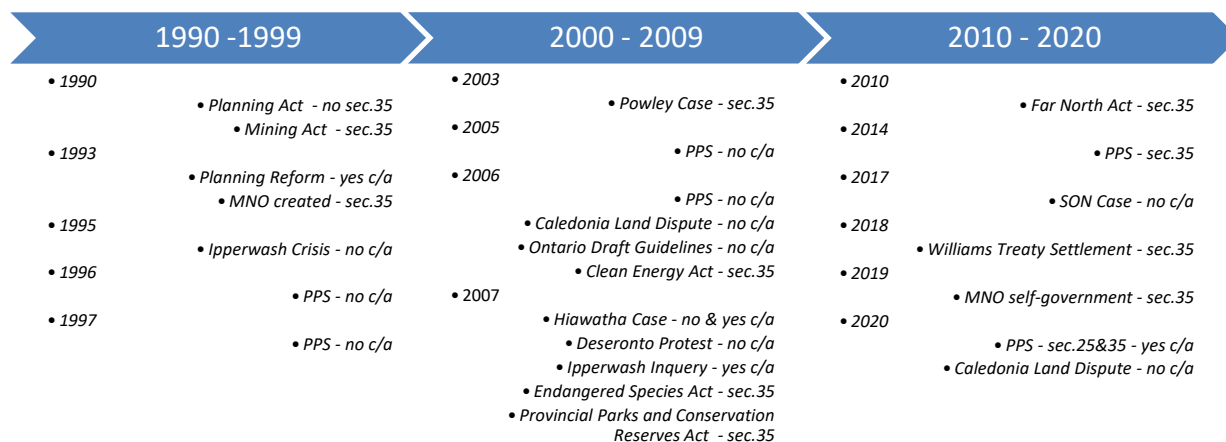 1990 -1999
• 1990
• Planning Act - no sec.35
• Mining Act - sec.35
• 1993
• Planning Reform - yes c/a
• MNO created - sec.35
• 1995
• Ipperwash Crisis - no c/a
• 1996
• PPS - no c/a
• 1997
• PPS - no c/a
2000 - 2009
• 2003
• Powley Case - sec.35
• 2005
• PPS - no c/a
• 2006
• PPS - no c/a
• Caledonia Land Dispute - no c/a
• Ontario Draft Guidelines - no c/a
• Clean Energy Act - sec.35
• 2007
• Hiawatha Case - no & yes c/a
• Deseronto Protest - no c/a
• Ipperwash Inquery - yes c/a
• Endangered Species Act - sec.35
• Provincial Parks and Conservation
Reserves Act - sec.35
2010 - 2020
• 2010
• Far North Act - sec.35
• 2014
• PPS - sec.35
• 2017
• SON Case - no c/a
• 2018
• Williams Treaty Settlement - sec.35
• 2019
• MNO self-government - sec.35
• 2020
• PPS - sec.25&35 - yes c/a
• Caledonia Land Dispute - no c/a